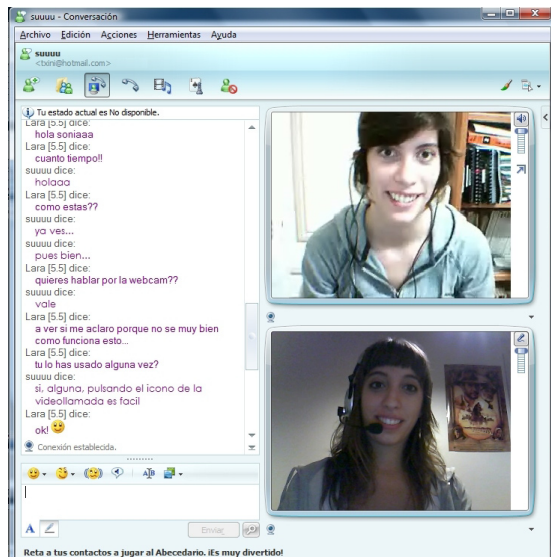 suuuu - Conversación
Archivo Edición Acciones Herramientas Ayuda
suuuu
<txini@hotmail.com>
Tu estado actual es No disponible.
Lara [5.5] dice:
hola soniaaa
Lara [5.5] dice:
cuanto tiempo!!
suuuu dice:
holaaa
Lara [5.5] dice:
como estas??
suuuu dice:
ya ves...
suuuu dice:
pues bien...
Lara [5.5] dice:
quieres hablar por la webcam??
suuuu dice:
vale
Lara [5.5] dice:
a ver si me aclaro porque no se muy bien
como funciona esto...
Lara [5.5] dice:
tu lo has usado alguna vez?
suuuu dice:
si, alguna, pulsando el icono de la
videollamada es facil
Lara [5.5] dice:
ok!
Conexión establecida.
Enviar
Reta a tus contactos a jugar al Abecedario. ¡Es muy divertido!